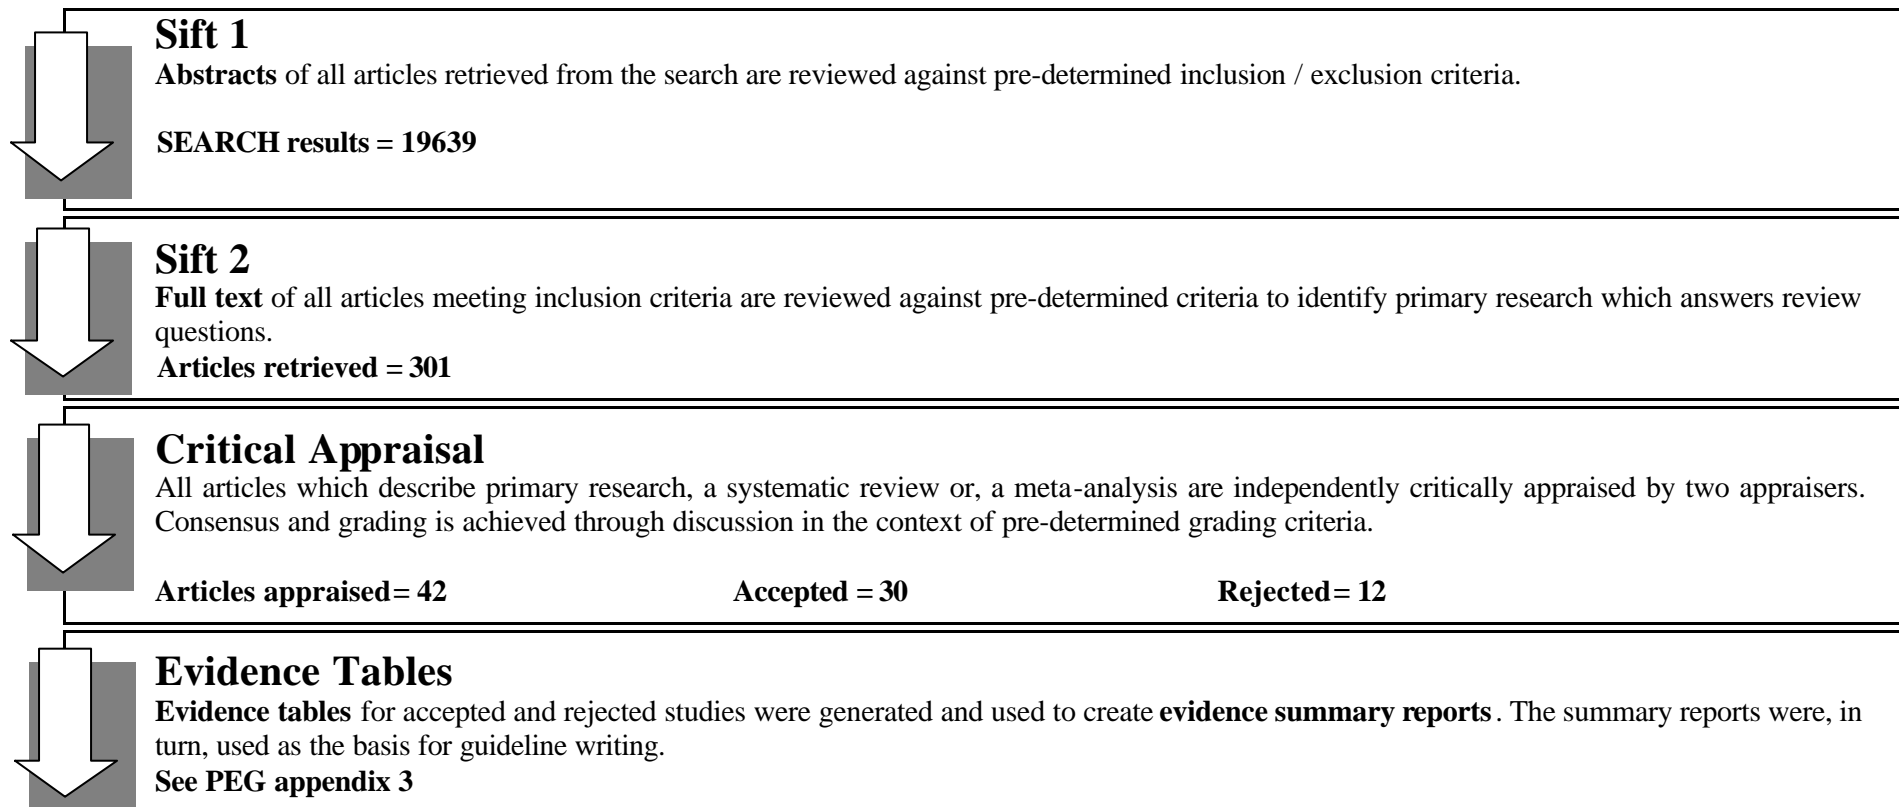 Sift 1
Abstracts of all articles retrieved from the search are reviewed against pre-determined inclusion / exclusion criteria.
SEARCH results = 19639
Sift 2
Full text of all articles meeting inclusion criteria are reviewed against pre-determined criteria to identify primary research which answers review
questions.
Articles retrieved = 301
Critical Appraisal
All articles which describe primary research, a systematic review or, a meta-analysis are independently critically appraised by two appraisers.
Consensus and grading is achieved through discussion in the context of pre-determined grading criteria.
Articles appraised= 42 Accepted = 30 Rejected= 12
Evidence Tables
Evidence tables for accepted and rejected studies were generated and used to create evidence summary reports. The summary reports were, in
turn, used as the basis for guideline writing.
See PEG appendix 3